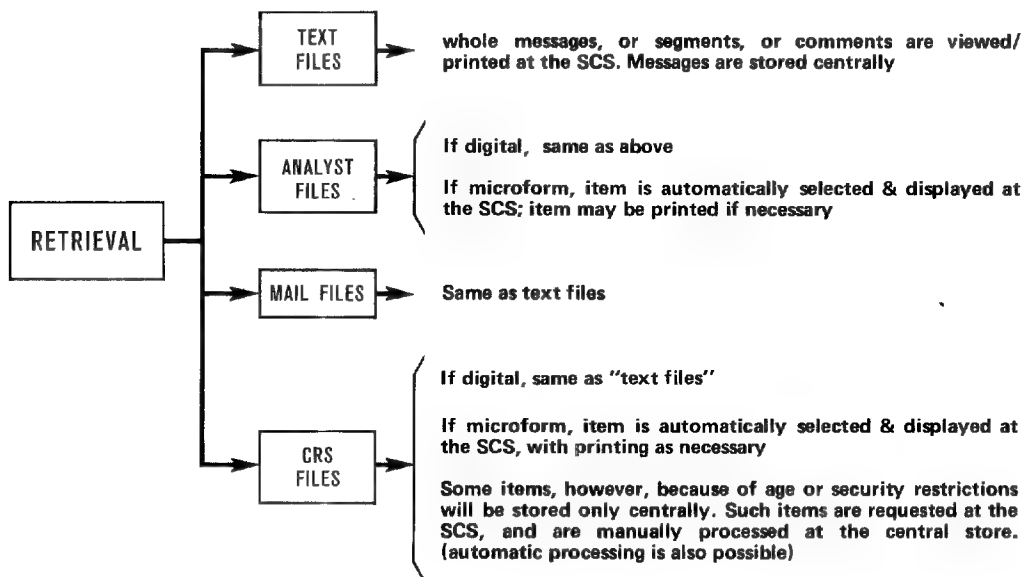 RETRIEVAL
TEXT
FILES
whole messages, or segments, or comments are viewed/
printed at the SCS. Messages are stored centrally
ANALYST
FILES
If digital, same as above
If microform, item is automatically selected & displayed at
the SCS; item may be printed if necessary
MAIL FILES
Same as text files
CRS
FILES
If digital, same as "text files"
If microform, item is automatically selected & displayed at
the SCS, with printing as necessary
Some items, however, because of age or security restrictions
will be stored only centrally. Such items are requested at the
SCS, and are manually processed at the central store.
(automatic processing is also possible)